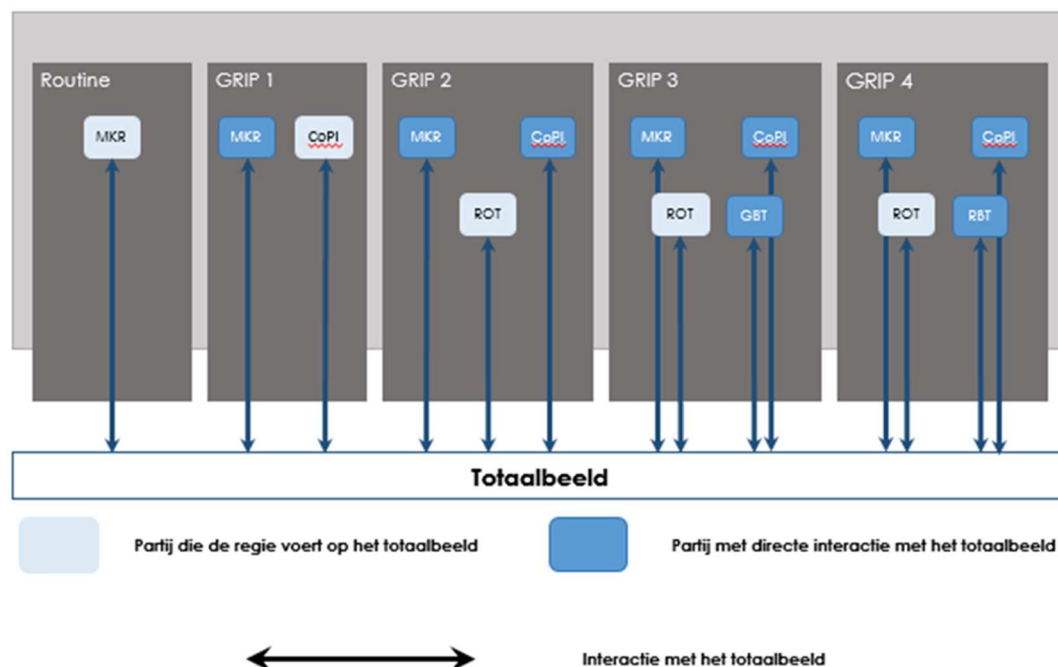 Routine
GRIP 1
GRIP 2
GRIP 3
GRIP 4
MKR
MKR
CoPI
MKR
CoPI
MKR
CoPI
MKR
CoPI
ROT
ROT
GBT
ROT
RBT
Totaalbeeld
Partij die de regie voert op het totaalbeeld
Partij met directe interactie met het totaalbeeld
Interactie met het totaalbeeld